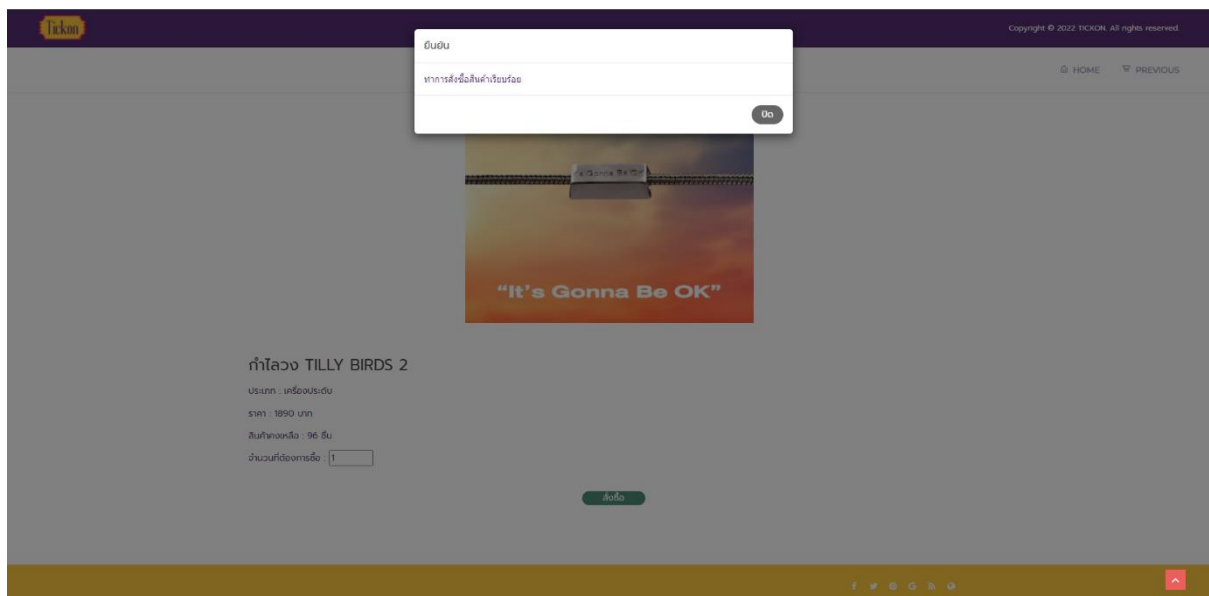 Tickon
Copyright © 2022 TICKON. All rights reserved.
ยืนยัน
HOME
PREVIOUS
ทำการสั่งซื้อสินค้าเรียบร้อย
ปิด
's Gonna Be OK
“It’s Gonna Be OK”
กำไลวง TILLY BIRDS 2
ประเภท : เครื่องประดับ
ราคา : 1890 บาท
สินค้าคงเหลือ : 96 ชิ้น
จำนวนที่ต้องการซื้อ : 1
สั่งซื้อ